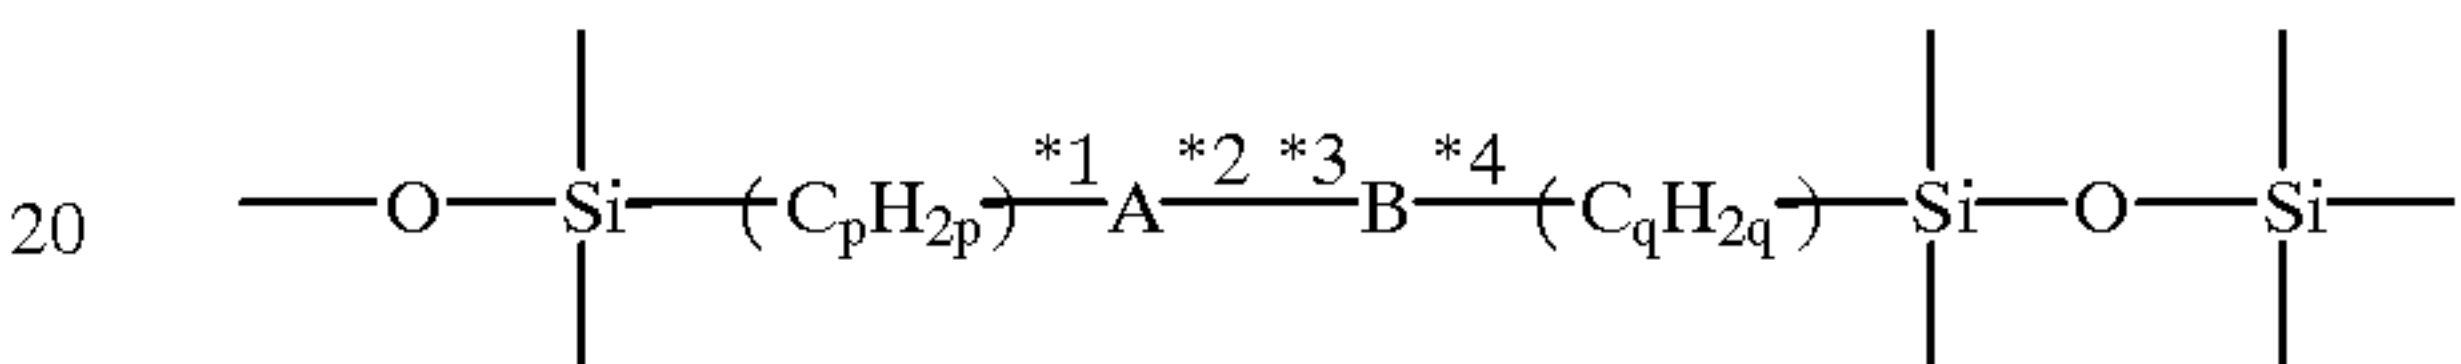 *1 *2 *3 *4
20 O Si (CpH2p) A B (CqH2q) Si O Si